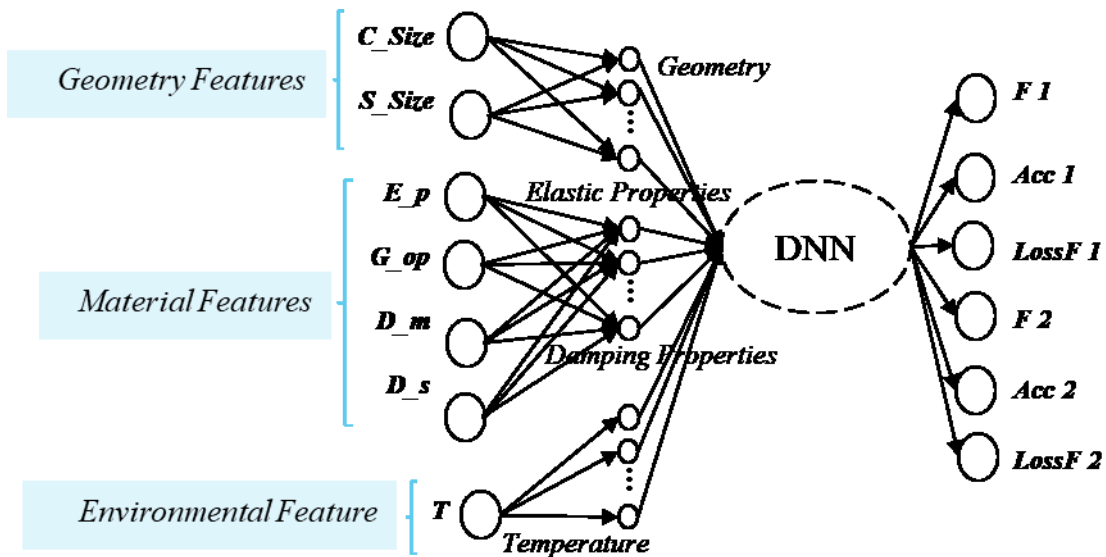 Geometry Features
C_Size
S_Size
Geometry
Material Features
E_p
G_op
D_m
D_s
Elastic Properties
Damping Properties
Environmental Feature
T
Temperature
DNN
F 1
Acc 1
LossF 1
F 2
Acc 2
LossF 2